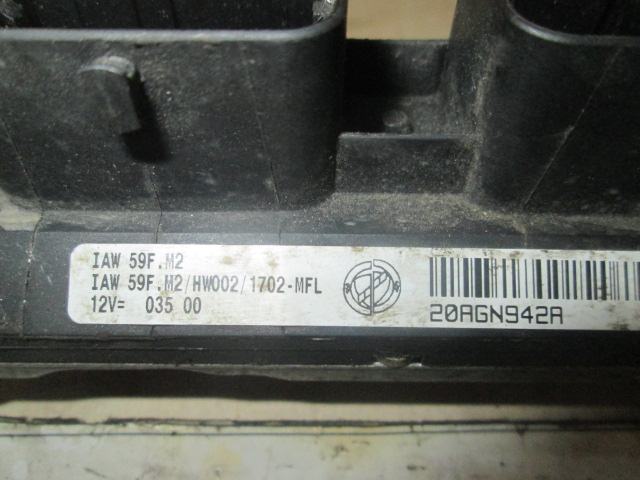 IAW 59F.M2
IAW 59F.M2/HW002/1702-MFL
12V= 035 00
20AGN942A